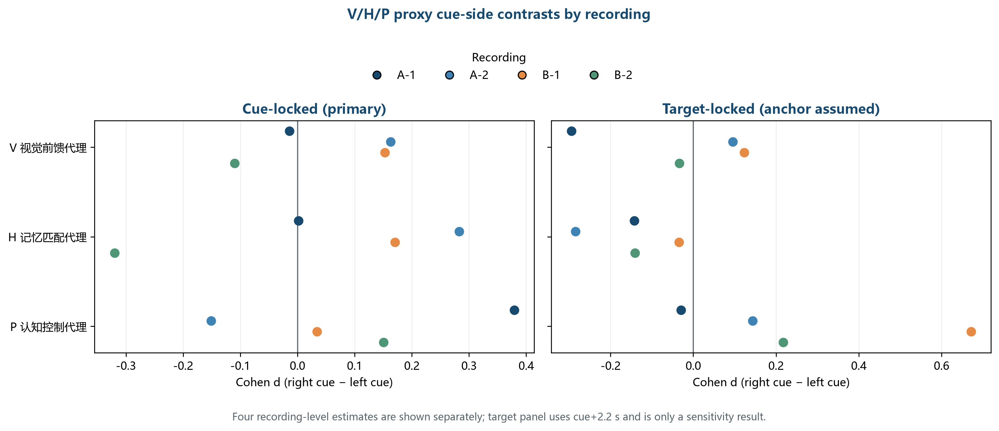 V/H/P proxy cue-side contrasts by recording
Recording
A-1 A-2 B-1 B-2
Cue-locked (primary)
Target-locked (anchor assumed)
V 视觉前馈代理
H 记忆匹配代理
P 认知控制代理
-0.3 -0.2 -0.1 0.0 0.1 0.2 0.3 0.4
-0.2 0.0 0.2 0.4 0.6
Cohen d (right cue − left cue)
Cohen d (right cue − left cue)
Four recording-level estimates are shown separately; target panel uses cue+2.2 s and is only a sensitivity result.